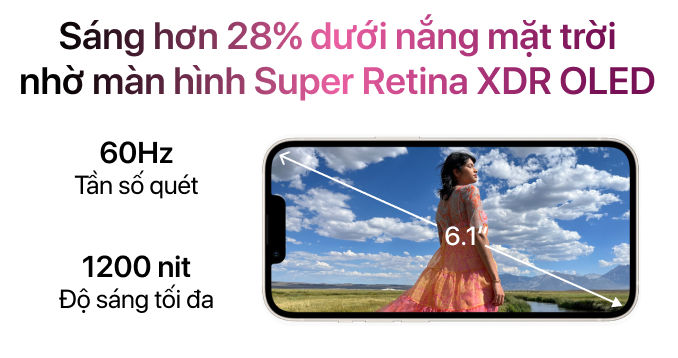 Sáng hơn 28% dưới nắng mặt trời
nhờ màn hình Super Retina XDR OLED
60Hz
Tần số quét
1200 nit
Độ sáng tối đa
6.1"